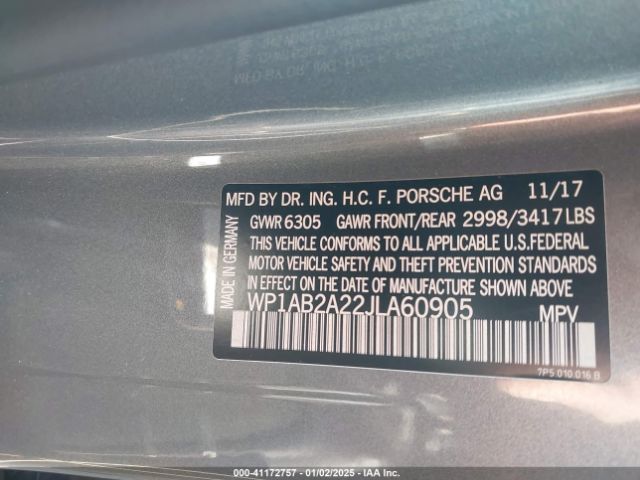 MFD BY DR. ING. H.C. F. PORSCHE AG 11/17
GVWR 6305 GAWR FRONT/REAR 2998/3417LBS
THIS VEHICLE CONFORMS TO ALL APPLICABLE U.S.FEDERAL
MOTOR VEHICLE SAFETY AND THEFT PREVENTION STANDARDS
IN EFFECT ON THE DATE OF MANUFACTURE SHOWN ABOVE.
WP1AB2A22JLA60905 MPV
7P5 010 016 B
MADE IN GERMANY
000-41172757 - 01/02/2025 - IAA Inc.